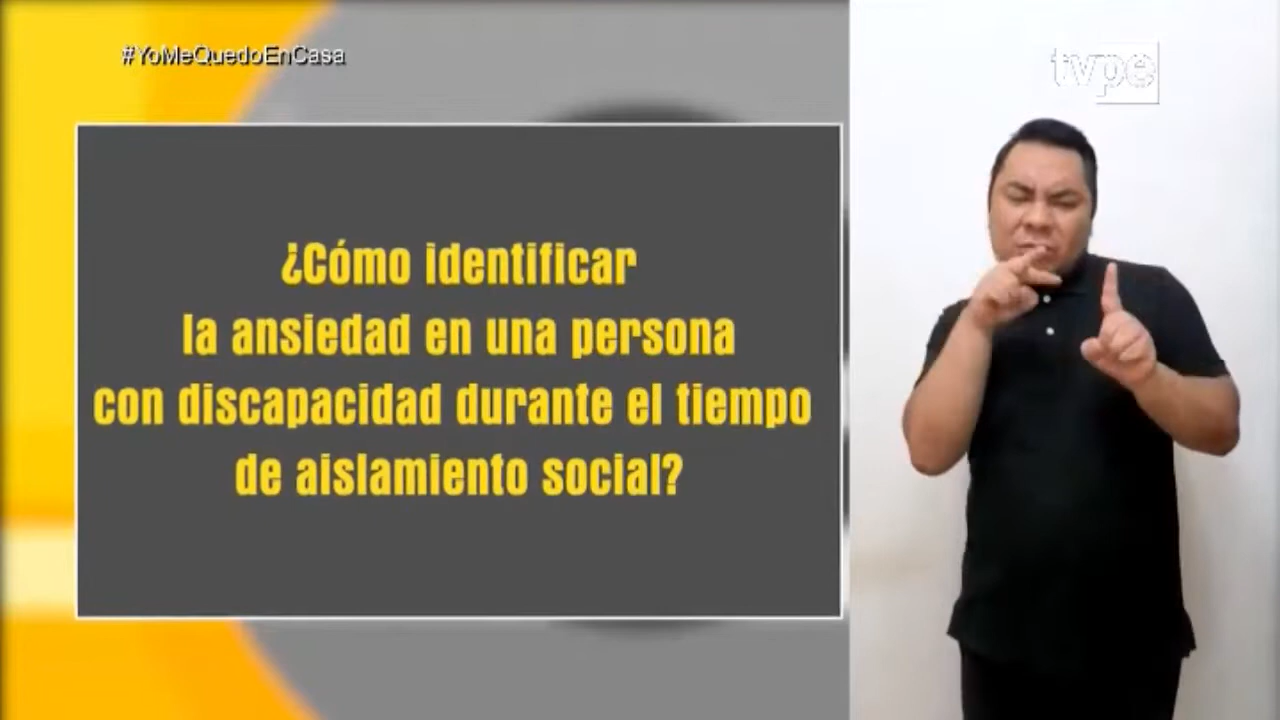 #YoMeQuedoEnCasa
tvpe
¿Cómo identificar
la ansiedad en una persona
con discapacidad durante el tiempo
de aislamiento social?